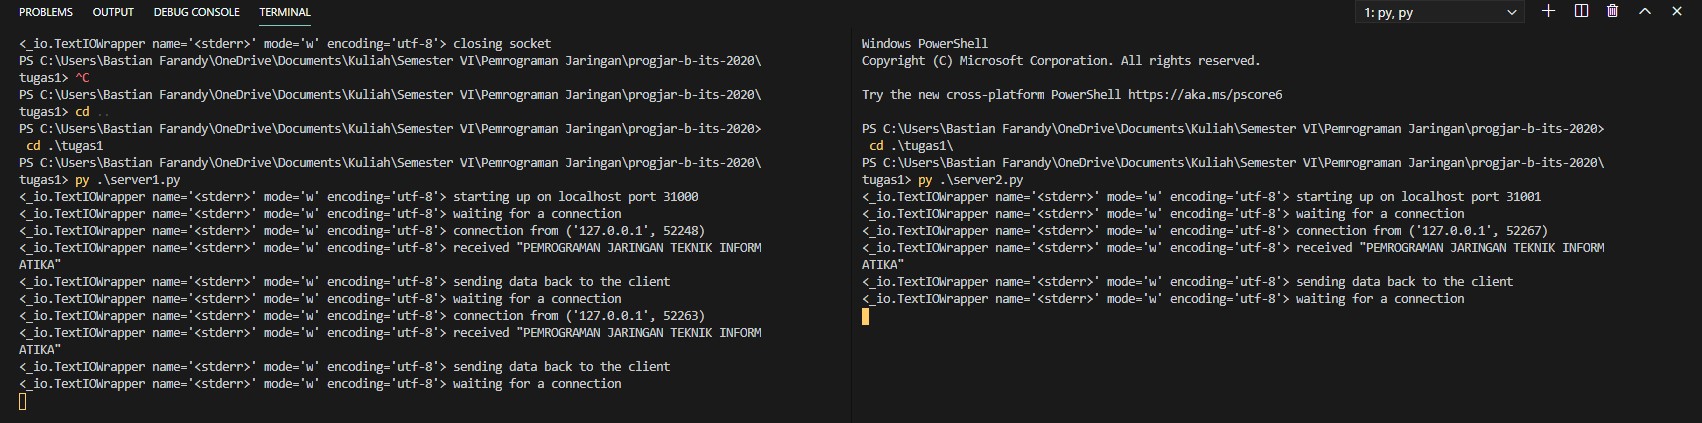 PROBLEMS OUTPUT DEBUG CONSOLE TERMINAL 1: py, py
<_io.TextIOWrapper name='<stderr>' mode='w' encoding='utf-8'> closing socket
PS C:\Users\Bastian Farandy\OneDrive\Documents\Kuliah\Semester VI\Pemrograman Jaringan\progjar-b-its-2020\
tugas1> ^C
PS C:\Users\Bastian Farandy\OneDrive\Documents\Kuliah\Semester VI\Pemrograman Jaringan\progjar-b-its-2020\
tugas1> cd ..
PS C:\Users\Bastian Farandy\OneDrive\Documents\Kuliah\Semester VI\Pemrograman Jaringan\progjar-b-its-2020>
cd .\tugas1
PS C:\Users\Bastian Farandy\OneDrive\Documents\Kuliah\Semester VI\Pemrograman Jaringan\progjar-b-its-2020\
tugas1> py .\server1.py
<_io.TextIOWrapper name='<stderr>' mode='w' encoding='utf-8'> starting up on localhost port 31000
<_io.TextIOWrapper name='<stderr>' mode='w' encoding='utf-8'> waiting for a connection
<_io.TextIOWrapper name='<stderr>' mode='w' encoding='utf-8'> connection from ('127.0.0.1', 52248)
<_io.TextIOWrapper name='<stderr>' mode='w' encoding='utf-8'> received "PEMROGRAMAN JARINGAN TEKNIK INFORM
ATIKA"
<_io.TextIOWrapper name='<stderr>' mode='w' encoding='utf-8'> sending data back to the client
<_io.TextIOWrapper name='<stderr>' mode='w' encoding='utf-8'> waiting for a connection
<_io.TextIOWrapper name='<stderr>' mode='w' encoding='utf-8'> connection from ('127.0.0.1', 52263)
<_io.TextIOWrapper name='<stderr>' mode='w' encoding='utf-8'> received "PEMROGRAMAN JARINGAN TEKNIK INFORM
ATIKA"
<_io.TextIOWrapper name='<stderr>' mode='w' encoding='utf-8'> sending data back to the client
<_io.TextIOWrapper name='<stderr>' mode='w' encoding='utf-8'> waiting for a connection
Windows PowerShell
Copyright (C) Microsoft Corporation. All rights reserved.
Try the new cross-platform PowerShell https://aka.ms/pscore6
PS C:\Users\Bastian Farandy\OneDrive\Documents\Kuliah\Semester VI\Pemrograman Jaringan\progjar-b-its-2020>
cd .\tugas1\
PS C:\Users\Bastian Farandy\OneDrive\Documents\Kuliah\Semester VI\Pemrograman Jaringan\progjar-b-its-2020\
tugas1> py .\server2.py
<_io.TextIOWrapper name='<stderr>' mode='w' encoding='utf-8'> starting up on localhost port 31001
<_io.TextIOWrapper name='<stderr>' mode='w' encoding='utf-8'> waiting for a connection
<_io.TextIOWrapper name='<stderr>' mode='w' encoding='utf-8'> connection from ('127.0.0.1', 52267)
<_io.TextIOWrapper name='<stderr>' mode='w' encoding='utf-8'> received "PEMROGRAMAN JARINGAN TEKNIK INFORM
ATIKA"
<_io.TextIOWrapper name='<stderr>' mode='w' encoding='utf-8'> sending data back to the client
<_io.TextIOWrapper name='<stderr>' mode='w' encoding='utf-8'> waiting for a connection